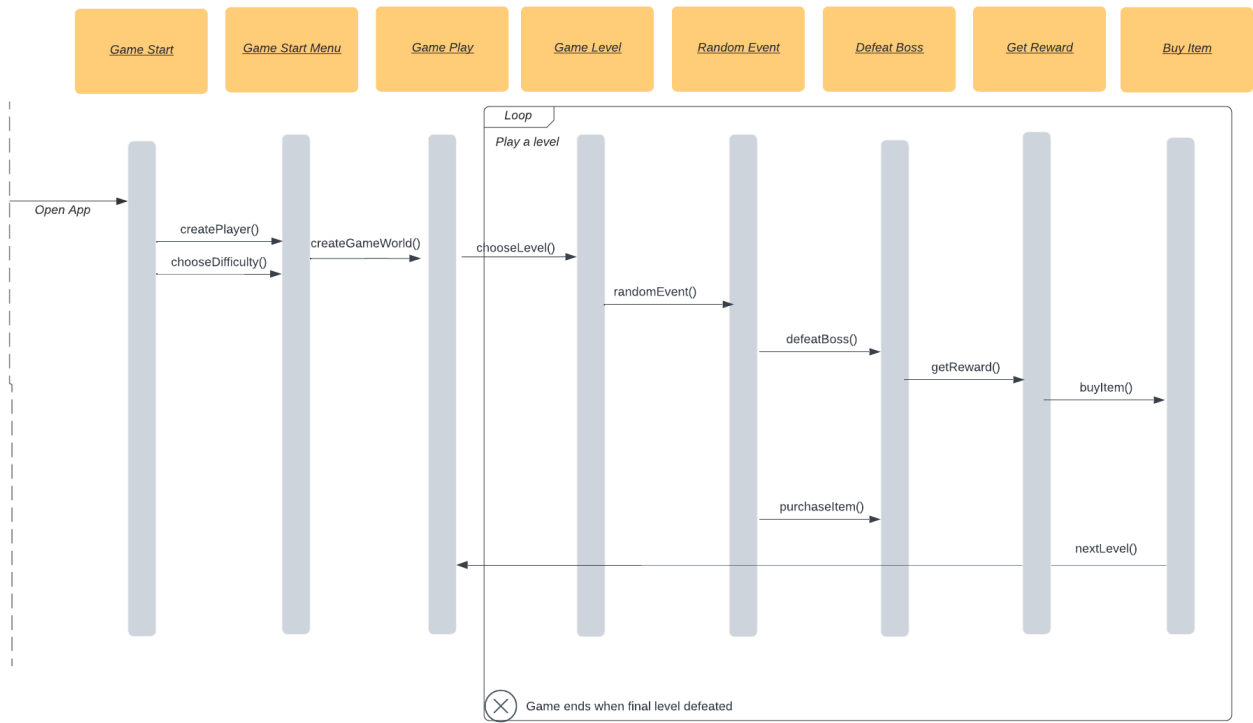 Game Start
Game Start Menu
Game Play
Game Level
Random Event
Defeat Boss
Get Reward
Buy Item
Loop
Play a level
Open App
createPlayer()
chooseDifficulty()
createGameWorld()
chooseLevel()
randomEvent()
defeatBoss()
getReward()
buyItem()
purchaseItem()
nextLevel()
Game ends when final level defeated